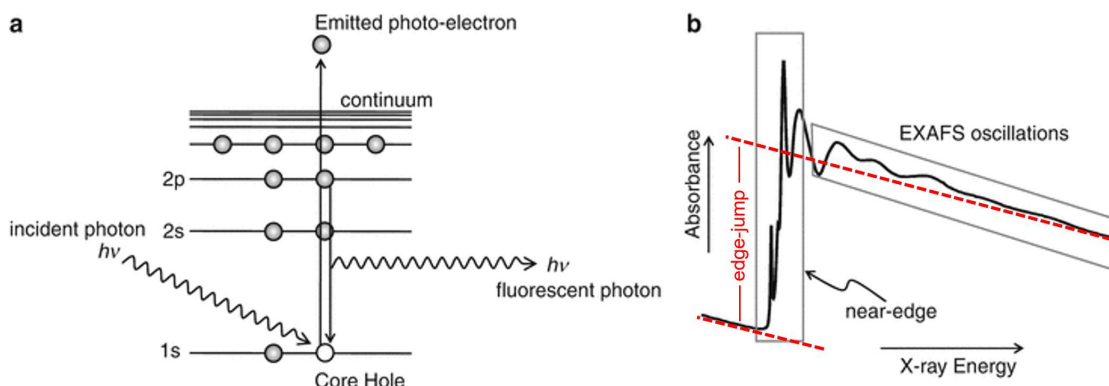 a
Emitted photo-electron
continuum
2p
2s
incident photon
hν
hν
fluorescent photon
1s
Core Hole
b
EXAFS oscillations
Absorbance
edge-jump
near-edge
X-ray Energy